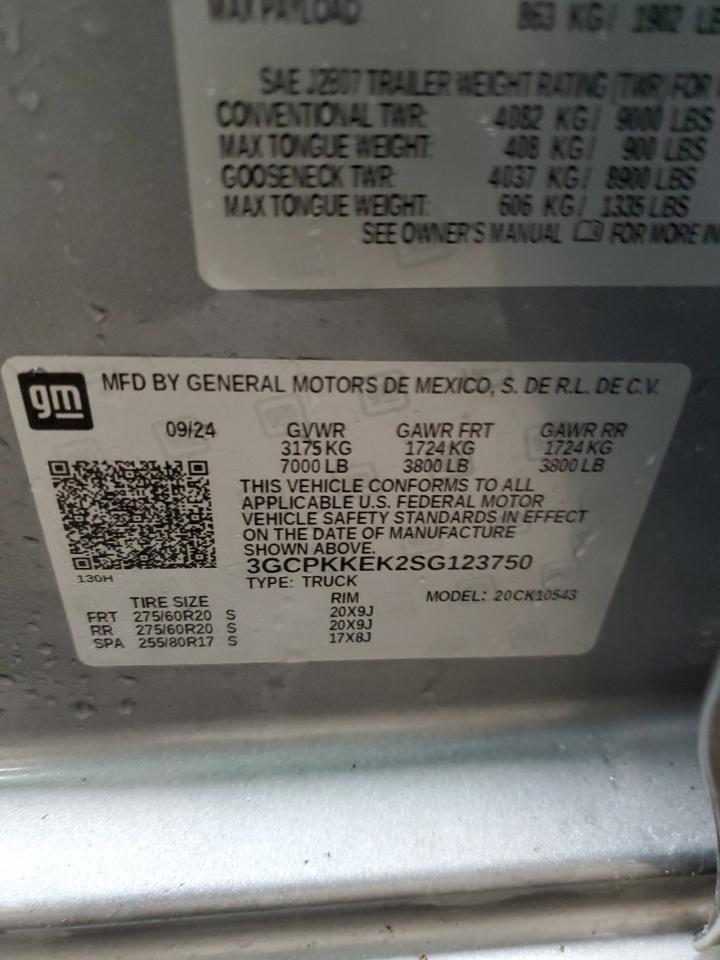 MAX PAYLOAD: 863 KG/ 1902 LB
SAE J2807 TRAILER WEIGHT RATING (TWR) FOR
CONVENTIONAL TWR: 4082 KG/ 9000 LBS
MAX TONGUE WEIGHT: 408 KG/ 900 LBS
GOOSENECK TWR: 4037 KG/ 8900 LBS
MAX TONGUE WEIGHT: 606 KG/ 1335 LBS
SEE OWNER'S MANUAL FOR MORE IN
gm
MFD BY GENERAL MOTORS DE MEXICO, S. DE R.L. DE C.V.
09/24 GVWR GAWR FRT GAWR RR
3175 KG 1724 KG 1724 KG
7000 LB 3800 LB 3800 LB
THIS VEHICLE CONFORMS TO ALL
APPLICABLE U.S. FEDERAL MOTOR
VEHICLE SAFETY STANDARDS IN EFFECT
ON THE DATE OF MANUFACTURE
SHOWN ABOVE.
3GCPKKEK2SG123750
130H
TYPE: TRUCK
TIRE SIZE RIM MODEL: 20CK10543
FRT 275/60R20 S 20X9J
RR 275/60R20 S 20X9J
SPA 255/80R17 S 17X8J